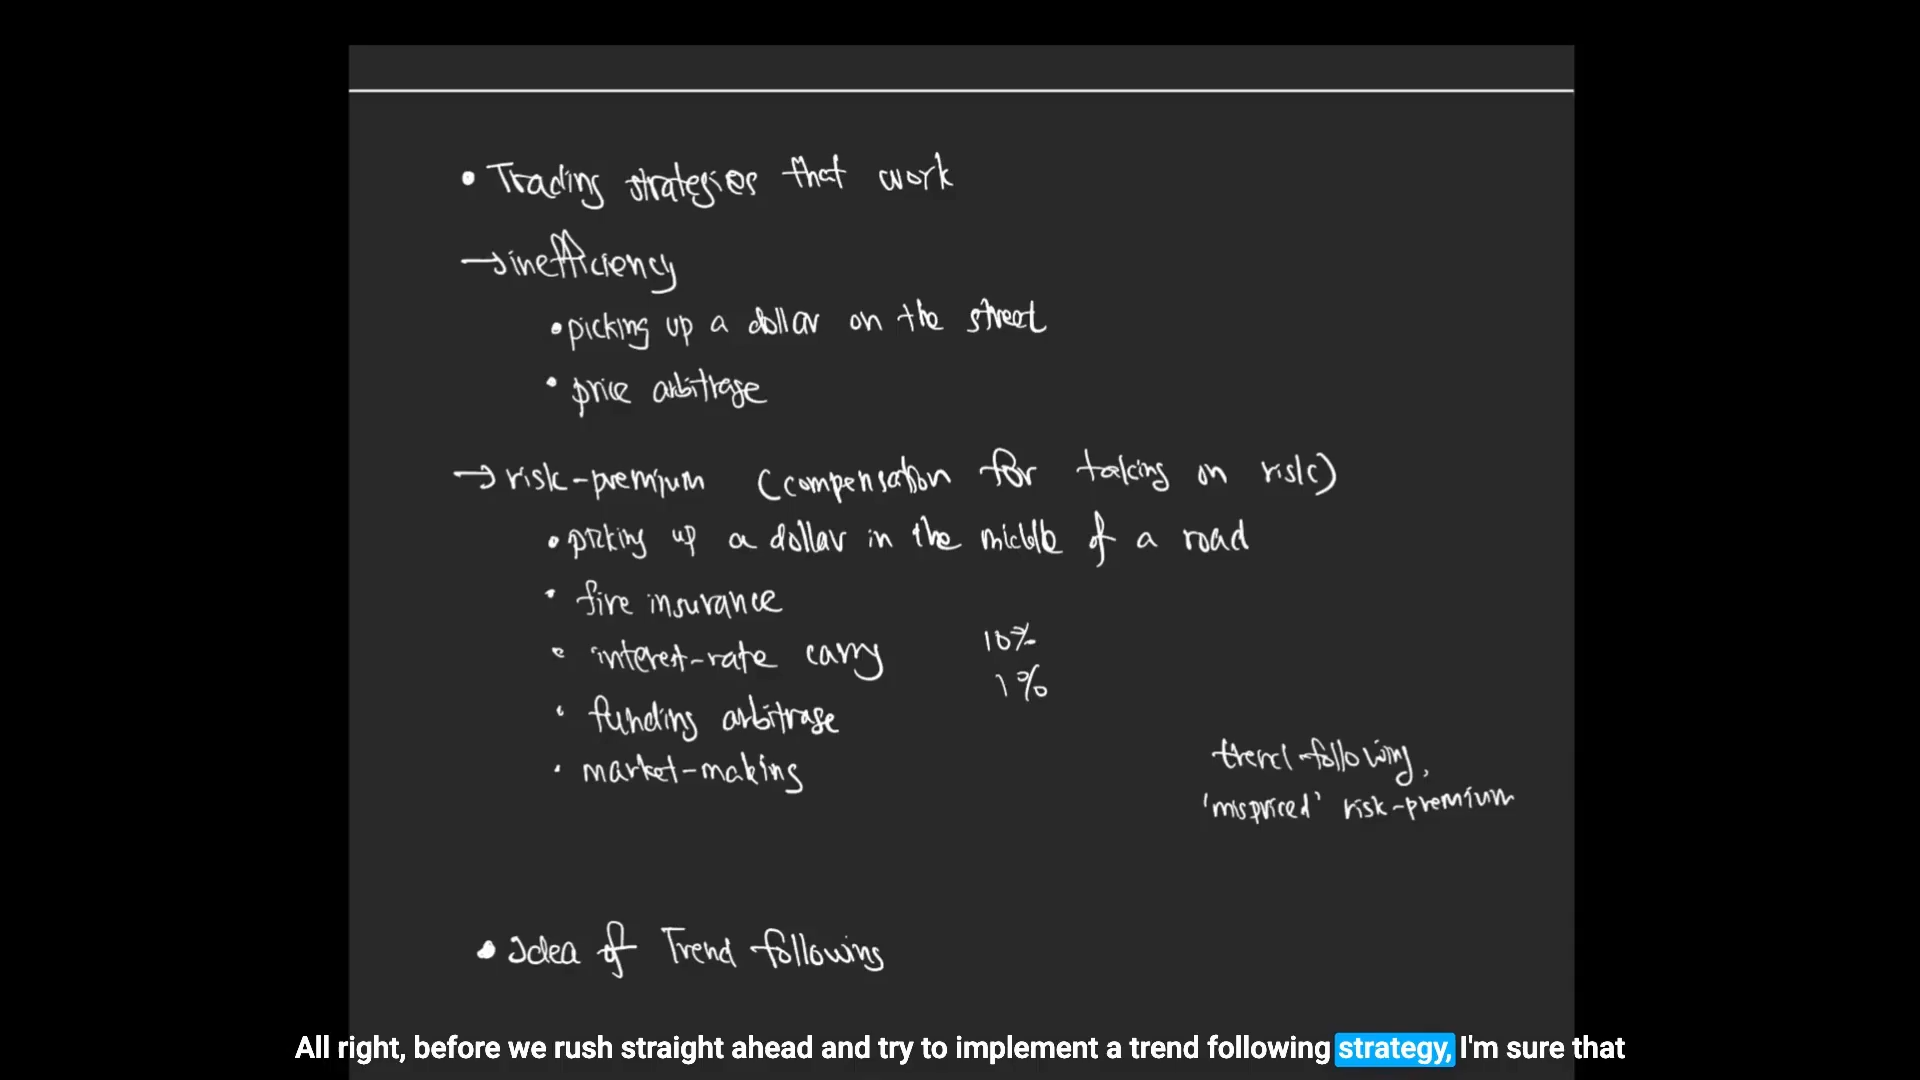 • Trading strategies that work
→ inefficiency
• picking up a dollar on the street
• price arbitrage
→ risk-premium (compensation for taking on risk)
• picking up a dollar in the middle of a road
• fire insurance
• interest-rate carry 10%
1%
• funding arbitrage
• market-making
trend-following,
'mispriced' risk-premium
• Idea of Trend following
All right, before we rush straight ahead and try to implement a trend following strategy, I'm sure that